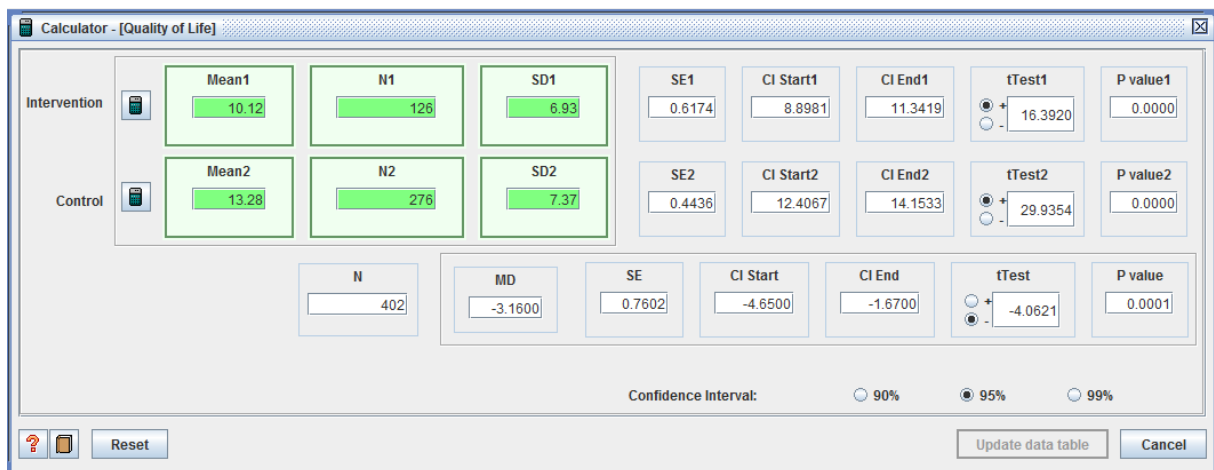 Calculator - [Quality of Life]
Mean1 N1 SD1 SE1 CI Start1 CI End1 tTest1 P value1
Intervention 10.12 126 6.93 0.6174 8.8981 11.3419 + - 16.3920 0.0000
Mean2 N2 SD2 SE2 CI Start2 CI End2 tTest2 P value2
Control 13.28 276 7.37 0.4436 12.4067 14.1533 + - 29.9354 0.0000
N MD SE CI Start CI End tTest P value
402 -3.1600 0.7602 -4.6500 -1.6700 + - -4.0621 0.0001
Confidence Interval: 90% 95% 99%
? Reset Update data table Cancel